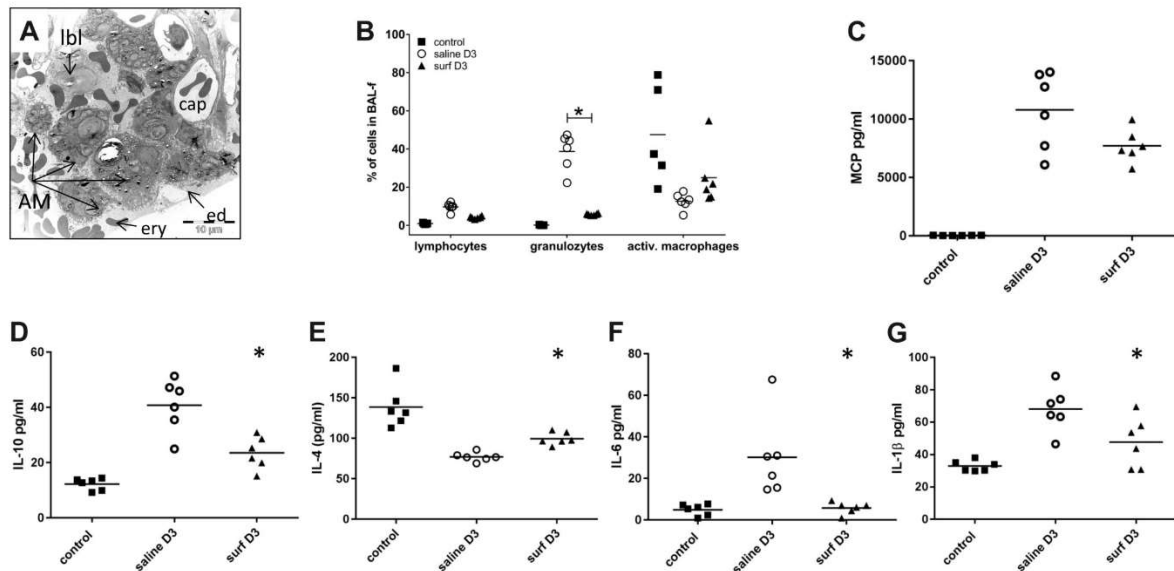 A
lbl
cap
AM
ery
ed
10 µm
B
control
saline D3
surf D3
% of cells in BAL-f
100
80
60
40
20
0
*
lymphocytes
granulozytes
activ. macrophages
C
MCP pg/ml
15000
10000
5000
0
control
saline D3
surf D3
D
IL-10 pg/ml
60
40
20
0
*
control
saline D3
surf D3
E
IL-4 (pg/ml)
200
150
100
50
0
*
control
saline D3
surf D3
F
IL-6 pg/ml
80
60
40
20
0
*
control
saline D3
surf D3
G
IL-1β pg/ml
100
80
60
40
20
0
*
control
saline D3
surf D3